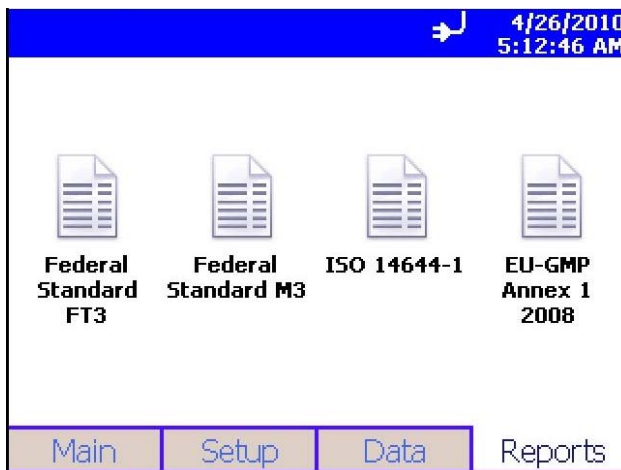 4/26/2010
5:12:46 AM
Federal
Standard
FT3
Federal
Standard M3
ISO 14644-1
EU-GMP
Annex 1
2008
Main
Setup
Data
Reports